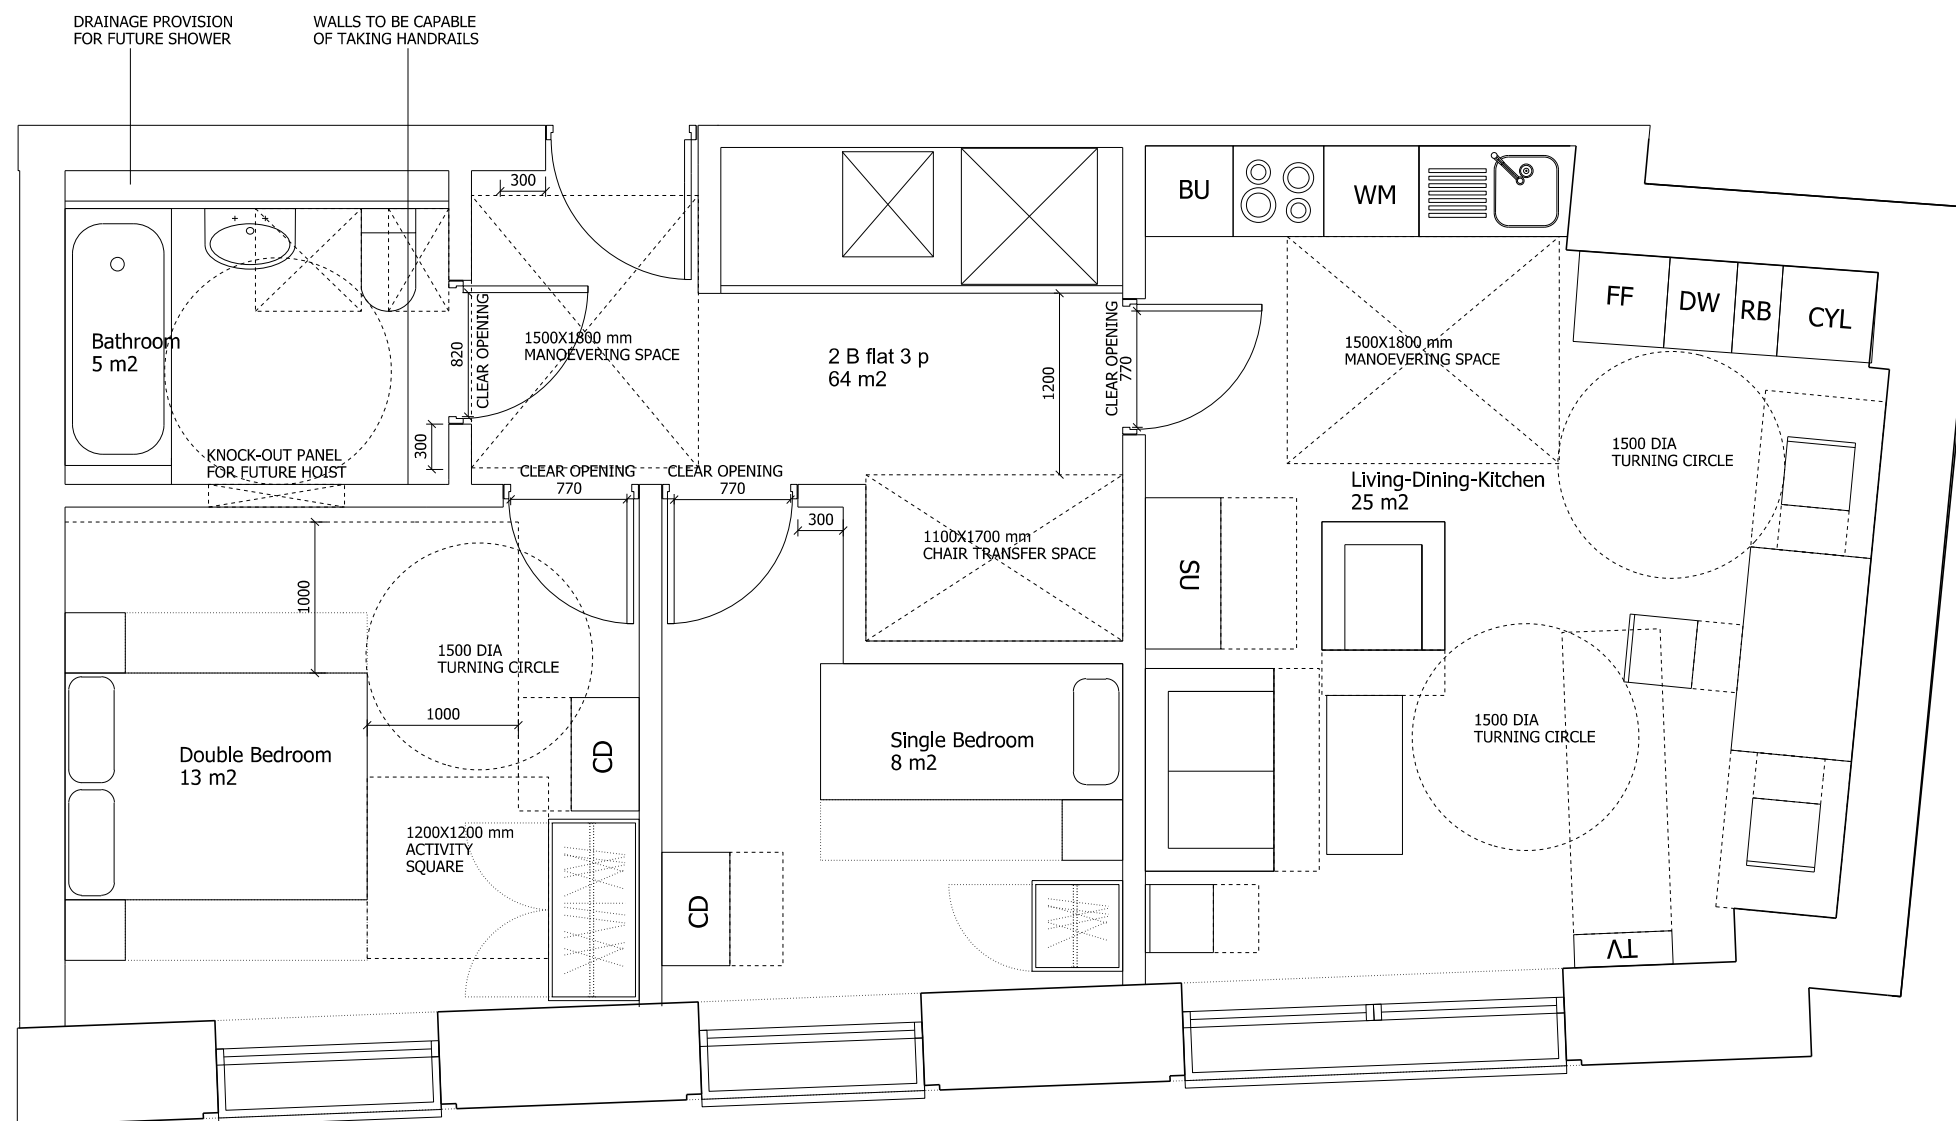 DRAINAGE PROVISION
FOR FUTURE SHOWER
WALLS TO BE CAPABLE
OF TAKING HANDRAILS
300
BU
WM
FF
DW
RB
CYL
Bathroom
5 m2
820
CLEAR OPENING
1500X1800 mm
MANOEVERING SPACE
2 B flat 3 p
64 m2
1200
CLEAR OPENING
770
1500X1800 mm
MANOEVERING SPACE
300
KNOCK-OUT PANEL
FOR FUTURE HOIST
CLEAR OPENING
770
CLEAR OPENING
770
300
1500 DIA
TURNING CIRCLE
Living-Dining-Kitchen
25 m2
1100X1700 mm
CHAIR TRANSFER SPACE
SU
1000
1500 DIA
TURNING CIRCLE
1000
Double Bedroom
13 m2
CD
Single Bedroom
8 m2
1500 DIA
TURNING CIRCLE
1200X1200 mm
ACTIVITY
SQUARE
CD
TV